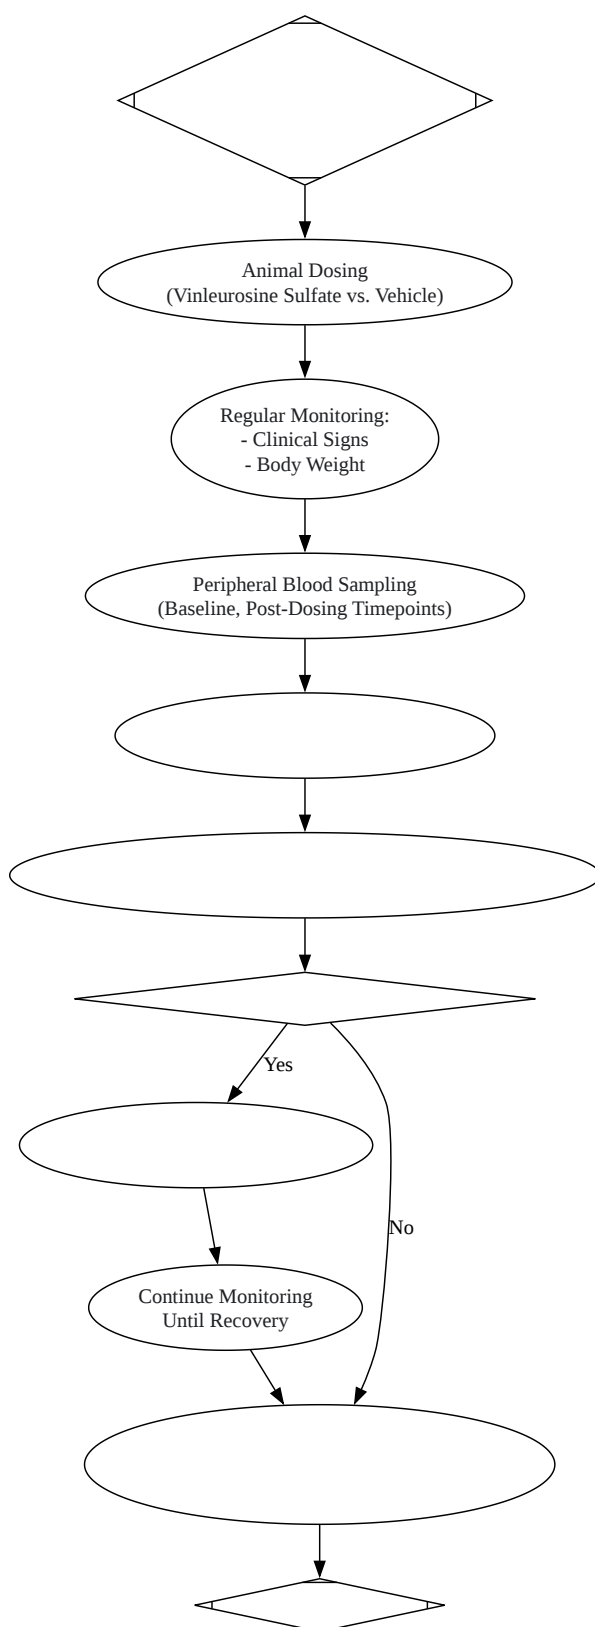 Animal Dosing
(Vinleurosine Sulfate vs. Vehicle)
Regular Monitoring:
- Clinical Signs
- Body Weight
Peripheral Blood Sampling
(Baseline, Post-Dosing Timepoints)
Yes
No
Continue Monitoring
Until Recovery